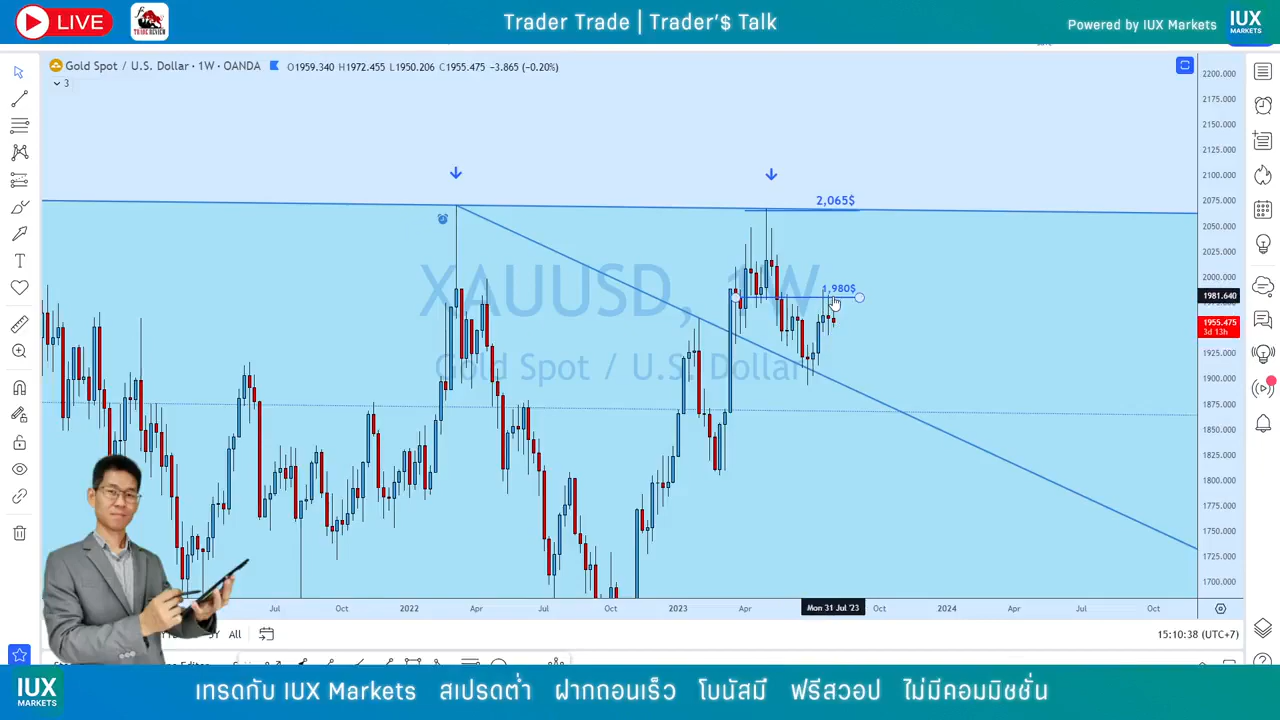 LIVE
TRADE REVIEW
Trader Trade | Trader’$ Talk
Powered by IUX Markets
IUX
MARKETS
Gold Spot / U.S. Dollar · 1W · OANDA
O1959.340 H1972.455 L1950.206 C1955.475 −3.865 (−0.20%)
3
2,065$
1,980$
XAUUSD, 1W
Gold Spot / U.S. Dollar
2200.000
2175.000
2150.000
2125.000
2100.000
2075.000
2050.000
2025.000
2000.000
1981.640
1955.475
3d 13h
1925.000
1900.000
1875.000
1850.000
1825.000
1800.000
1775.000
1750.000
1725.000
1700.000
Jul
Oct
2022
Apr
Jul
Oct
2023
Apr
Mon 31 Jul '23
Oct
2024
Apr
Jul
Oct
All
15:10:38 (UTC+7)
IUX
MARKETS
เทรดกับ IUX Markets สเปรดต่ำ ฝากถอนเร็ว โบนัสมี ฟรีสวอป ไม่มีคอมมิชชั่น